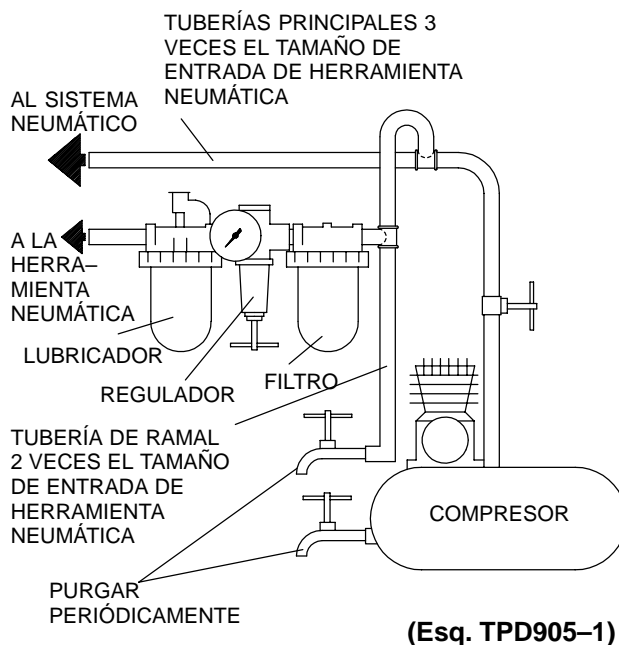 TUBERÍAS PRINCIPALES 3
VECES EL TAMAÑO DE
ENTRADA DE HERRAMIENTA
NEUMÁTICA
AL SISTEMA
NEUMÁTICO
A LA
HERRA–
MIENTA
NEUMÁTICA
LUBRICADOR
REGULADOR
FILTRO
TUBERÍA DE RAMAL
2 VECES EL TAMAÑO
DE ENTRADA DE
HERRAMIENTA
NEUMÁTICA
COMPRESOR
PURGAR
PERIÓDICAMENTE
(Esq. TPD905–1)